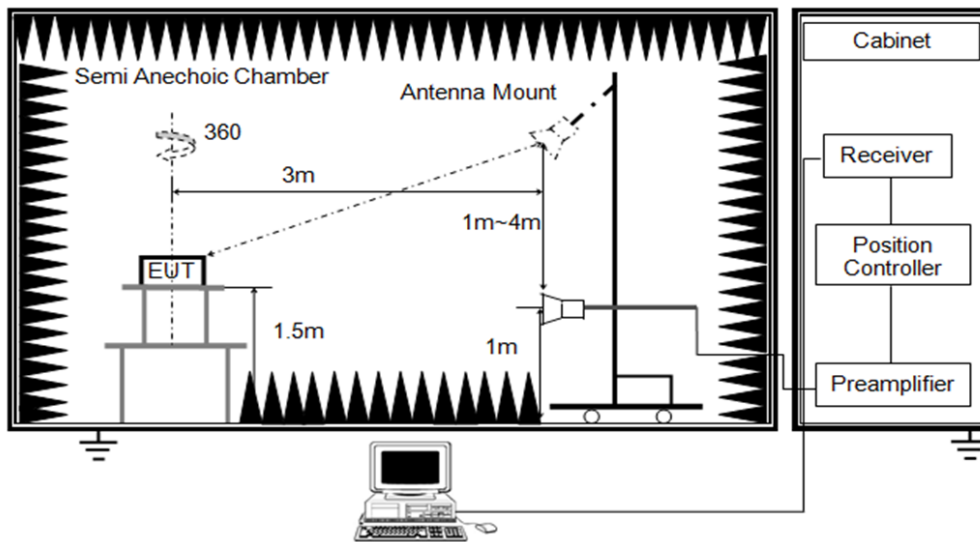 Semi Anechoic Chamber
Antenna Mount
360
3m
1m~4m
EUT
1.5m
1m
Cabinet
Receiver
Position
Controller
Preamplifier